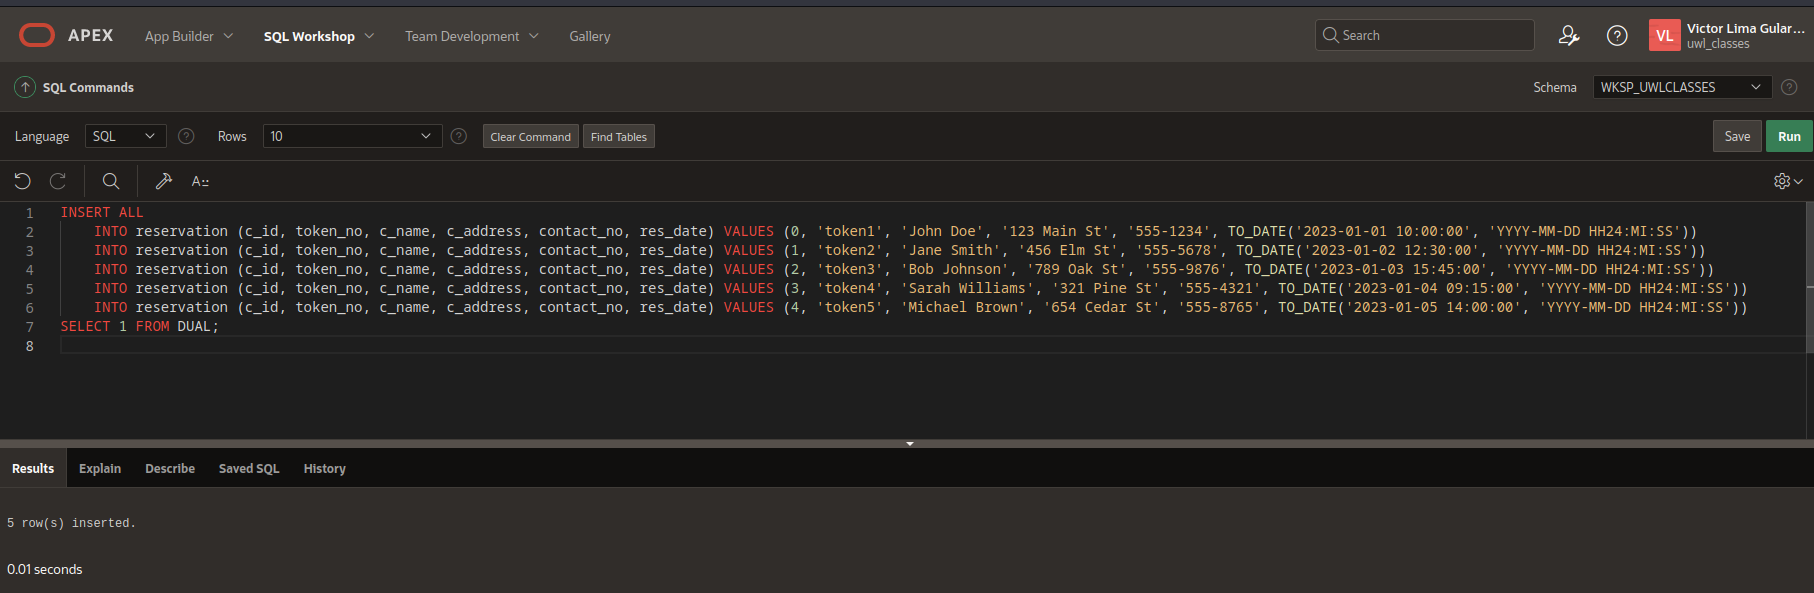 APEX App Builder SQL Workshop Team Development Gallery Search VL Victor Lima Gular...
uwl_classes
SQL Commands Schema WKSP_UWLCLASSES
Language SQL Rows 10 Clear Command Find Tables Save Run
A
1 INSERT ALL
2 INTO reservation (c_id, token_no, c_name, c_address, contact_no, res_date) VALUES (0, 'token1', 'John Doe', '123 Main St', '555-1234', TO_DATE('2023-01-01 10:00:00', 'YYYY-MM-DD HH24:MI:SS'))
3 INTO reservation (c_id, token_no, c_name, c_address, contact_no, res_date) VALUES (1, 'token2', 'Jane Smith', '456 Elm St', '555-5678', TO_DATE('2023-01-02 12:30:00', 'YYYY-MM-DD HH24:MI:SS'))
4 INTO reservation (c_id, token_no, c_name, c_address, contact_no, res_date) VALUES (2, 'token3', 'Bob Johnson', '789 Oak St', '555-9876', TO_DATE('2023-01-03 15:45:00', 'YYYY-MM-DD HH24:MI:SS'))
5 INTO reservation (c_id, token_no, c_name, c_address, contact_no, res_date) VALUES (3, 'token4', 'Sarah Williams', '321 Pine St', '555-4321', TO_DATE('2023-01-04 09:15:00', 'YYYY-MM-DD HH24:MI:SS'))
6 INTO reservation (c_id, token_no, c_name, c_address, contact_no, res_date) VALUES (4, 'token5', 'Michael Brown', '654 Cedar St', '555-8765', TO_DATE('2023-01-05 14:00:00', 'YYYY-MM-DD HH24:MI:SS'))
7 SELECT 1 FROM DUAL;
8
Results Explain Describe Saved SQL History
5 row(s) inserted.
0.01 seconds